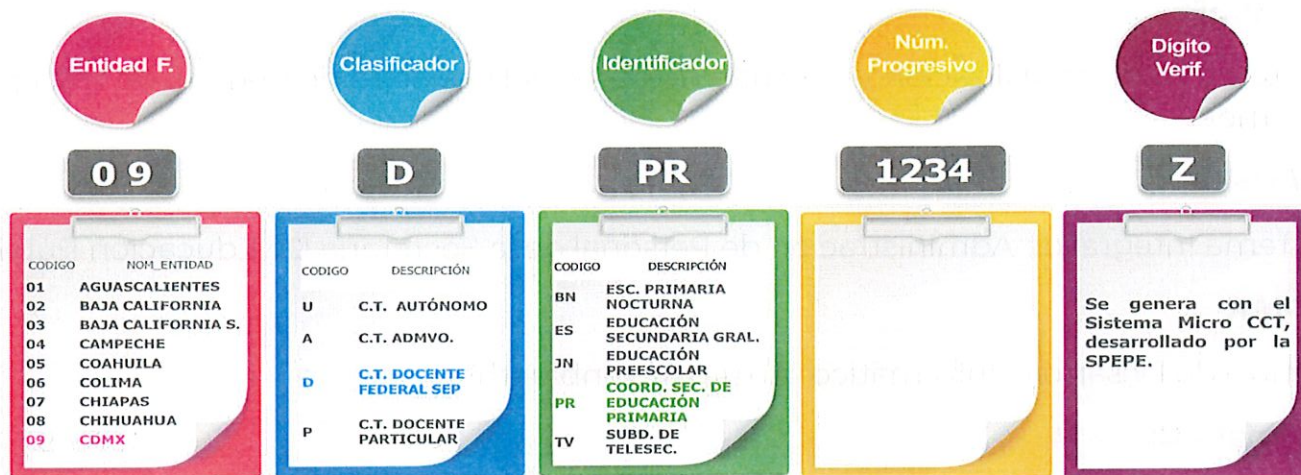 Entidad F.
Clasificador
Identificador
Núm.
Progresivo
Dígito
Verif.
0 9
D
PR
1234
Z
CODIGO NOM_ENTIDAD
01 AGUASCALIENTES
02 BAJA CALIFORNIA
03 BAJA CALIFORNIA S.
04 CAMPECHE
05 COAHUILA
06 COLIMA
07 CHIAPAS
08 CHIHUAHUA
09 CDMX
CODIGO DESCRIPCIÓN
U C.T. AUTÓNOMO
A C.T. ADMVO.
D C.T. DOCENTE
FEDERAL SEP
P C.T. DOCENTE
PARTICULAR
CODIGO DESCRIPCIÓN
BN ESC. PRIMARIA
NOCTURNA
ES EDUCACIÓN
SECUNDARIA GRAL.
JN EDUCACIÓN
PREESCOLAR
PR COORD. SEC. DE
EDUCACIÓN
PRIMARIA
TV SUBD. DE
TELESEC.
Se genera con el
Sistema Micro CCT,
desarrollado por la
SPEPE.